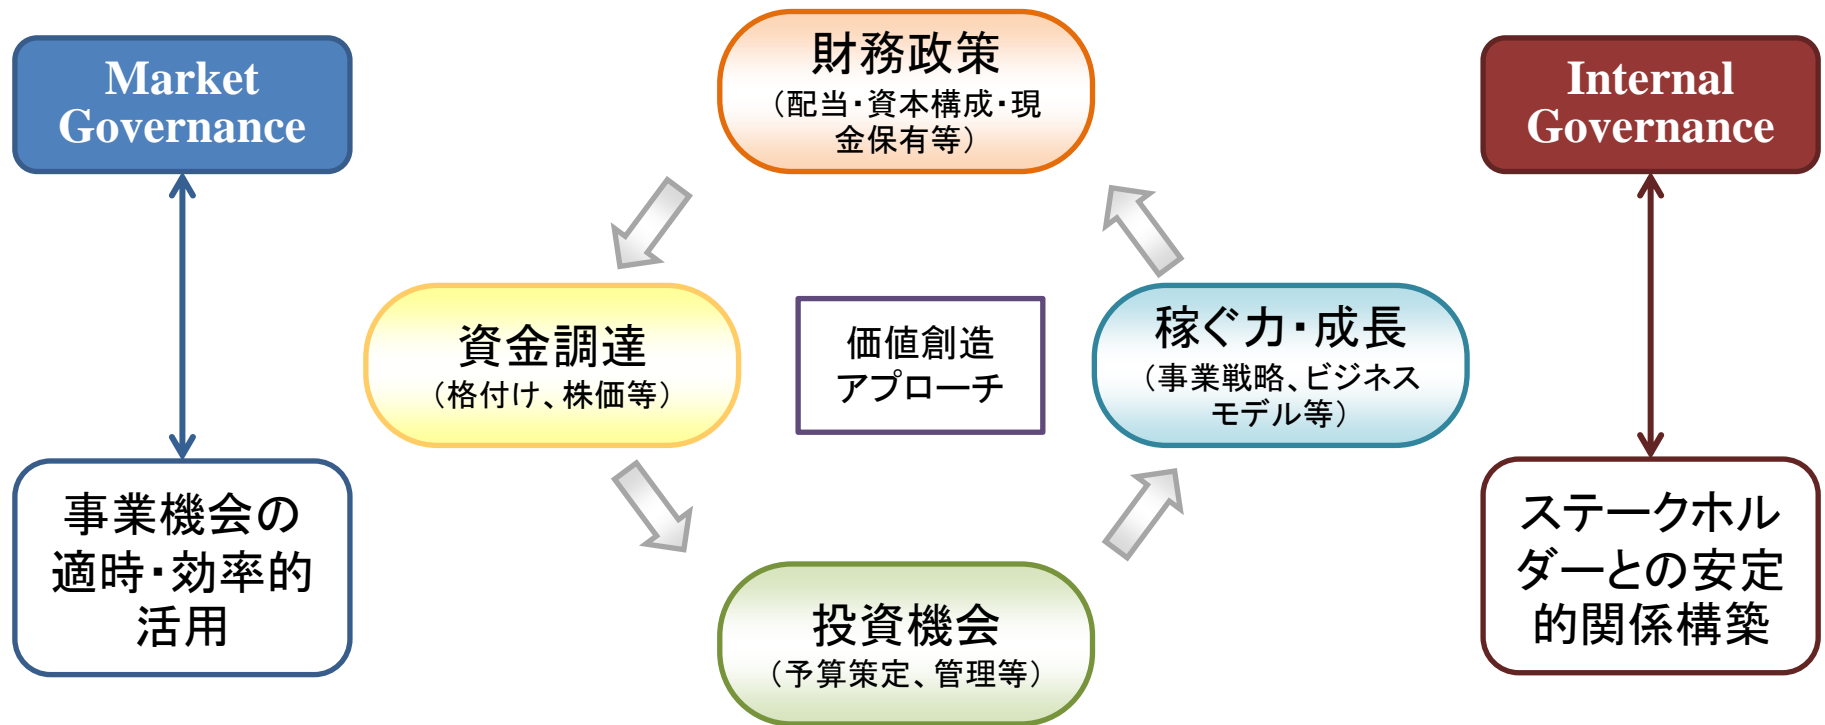 Market
Governance
事業機会の
適時・効率的
活用
財務政策
（配当・資本構成・現
金保有等）
資金調達
（格付け、株価等）
価値創造
アプローチ
稼ぐ力・成長
（事業戦略、ビジネス
モデル等）
投資機会
（予算策定、管理等）
Internal
Governance
ステークホル
ダーとの安定
的関係構築